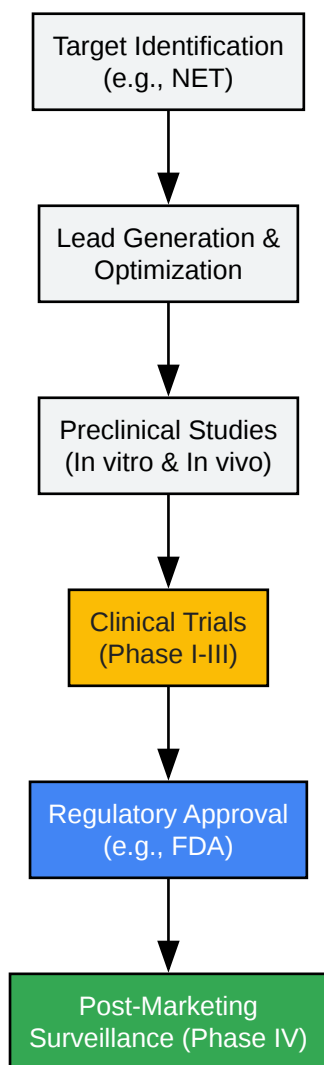 Target Identification
(e.g., NET)
Lead Generation &
Optimization
Preclinical Studies
(In vitro & In vivo)
Clinical Trials
(Phase I-III)
Regulatory Approval
(e.g., FDA)
Post-Marketing
Surveillance (Phase IV)